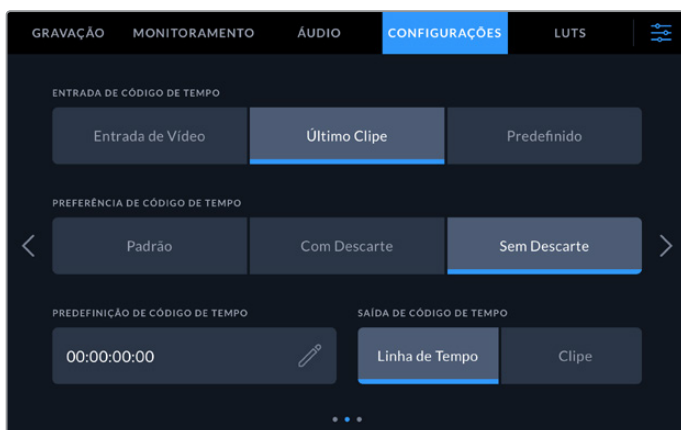 GRAVAÇÃO MONITORAMENTO ÁUDIO CONFIGURAÇÕES LUTS
ENTRADA DE CÓDIGO DE TEMPO
Entrada de Vídeo Último Clipe Predefinido
PREFERÊNCIA DE CÓDIGO DE TEMPO
Padrão Com Descarte Sem Descarte
PREDEFINIÇÃO DE CÓDIGO DE TEMPO SAÍDA DE CÓDIGO DE TEMPO
00:00:00:00 Linha de Tempo Clipe